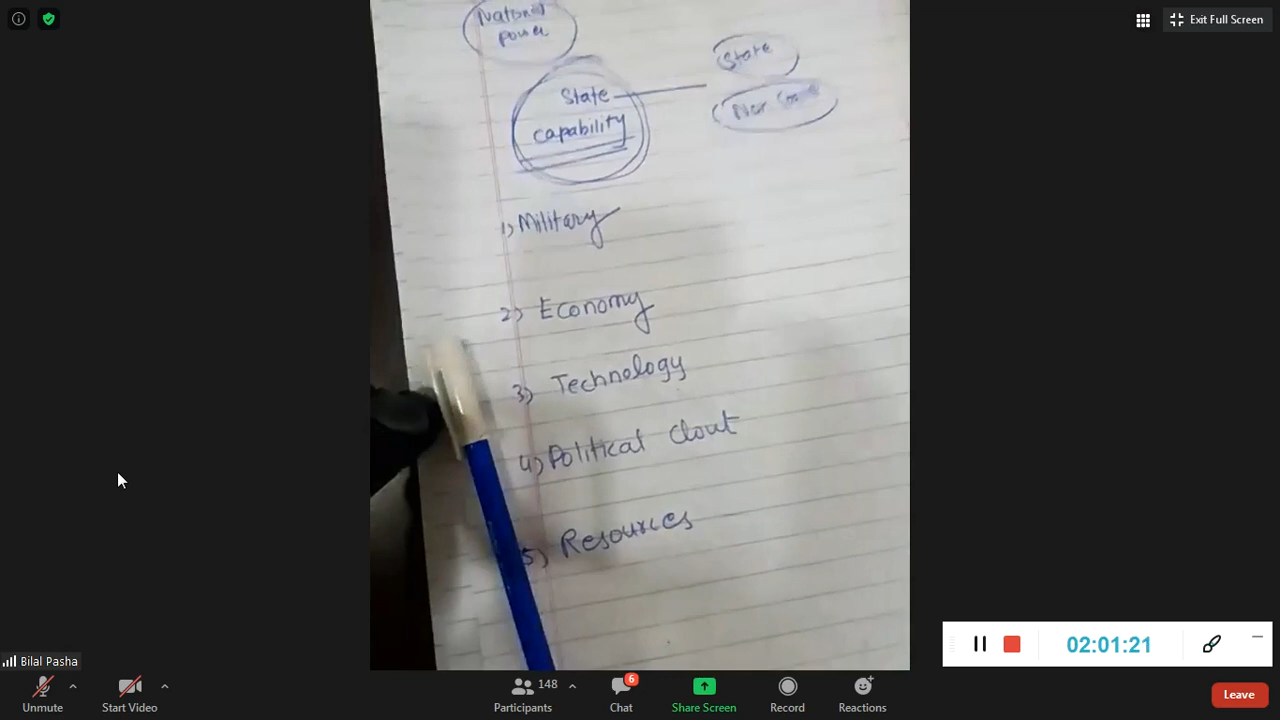 Exit Full Screen
National
power
State
State
capability
1) Military
2) Economy
3) Technology
4) Political Clout
5) Resources
02:01:21
Bilal Pasha
148
6
Unmute
Start Video
Participants
Chat
Share Screen
Record
Reactions
Leave